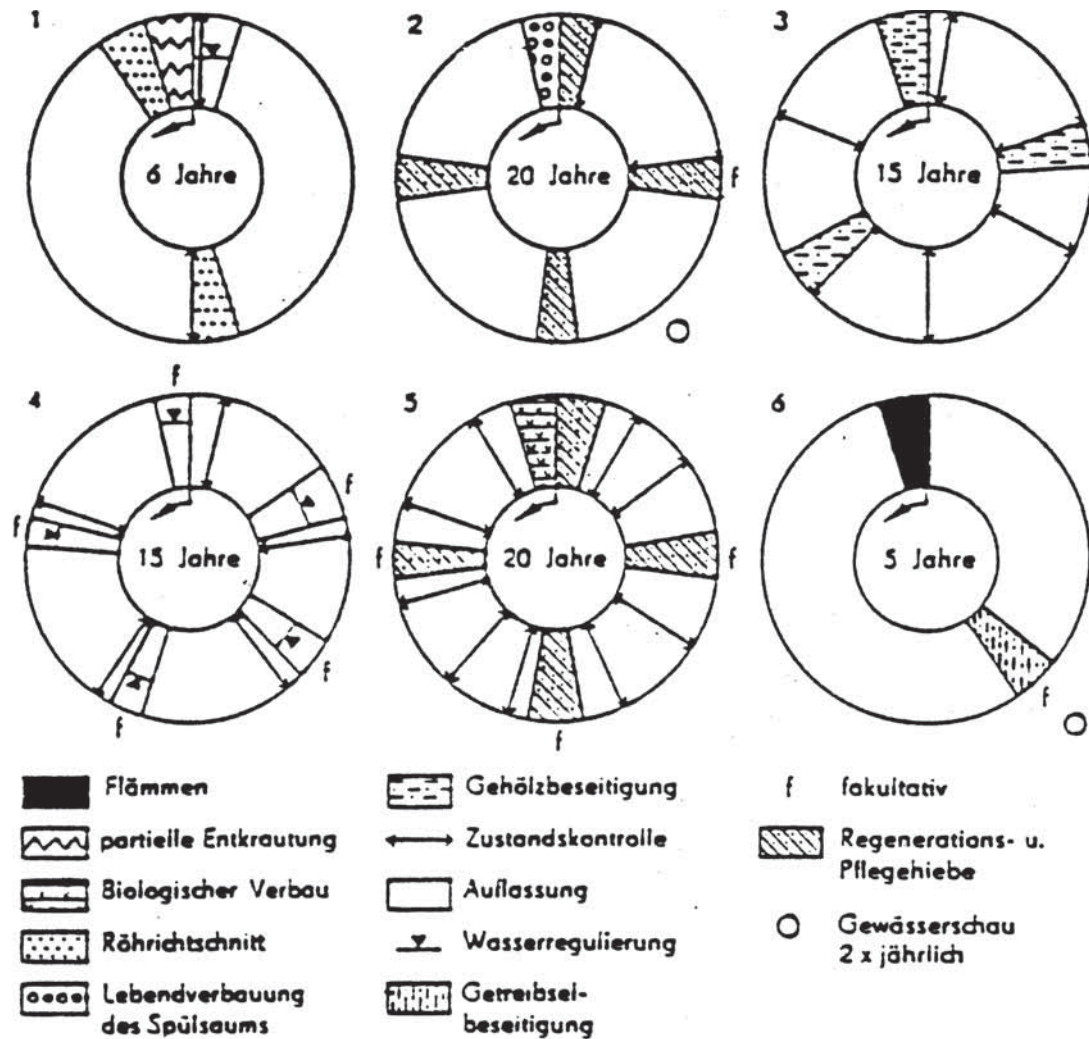 1
6 Jahre
2
20 Jahre
f
3
15 Jahre
4
f
f
f
15 Jahre
f
f
5
f
20 Jahre
f
f
6
5 Jahre
f
Flämmen
partielle Entkrautung
Biologischer Verbau
Röhrichtschnitt
Lebendverbauung
des Spülsaums
Gehölzbeseitigung
Zustandskontrolle
Auflassung
Wasserregulierung
Getreibsel-
beseitigung
f fakultativ
Regenerations- u.
Pflegehiebe
Gewässerschau
2 x jährlich